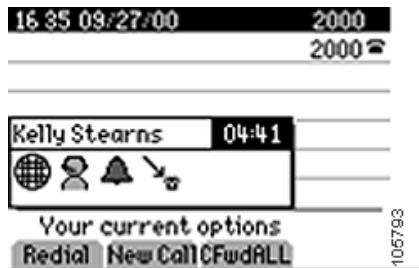 16 35 09/27/00 2000
2000
Kelly Stearns 04:41
Your current options
Redial New Call CFwdALL
105793